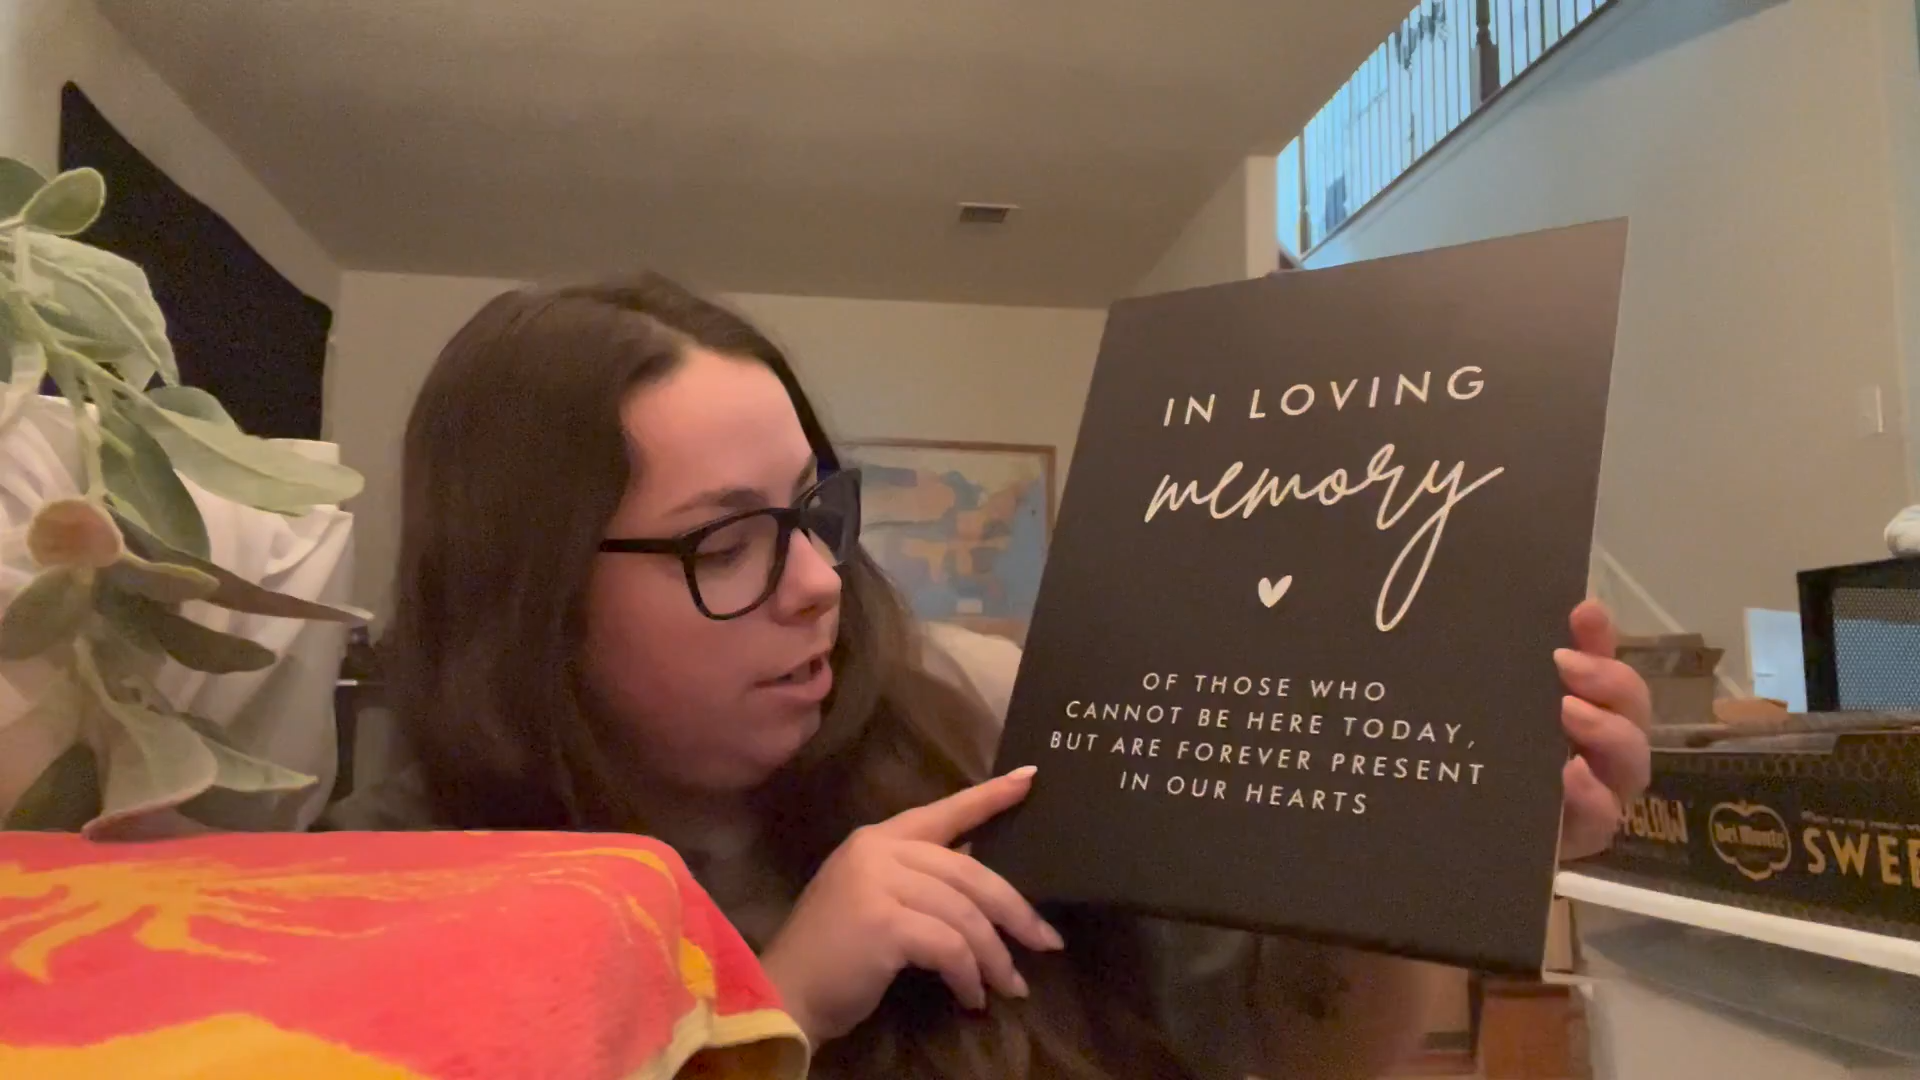 IN LOVING
memory
OF THOSE WHO
CANNOT BE HERE TODAY,
BUT ARE FOREVER PRESENT
IN OUR HEARTS
Del Monte